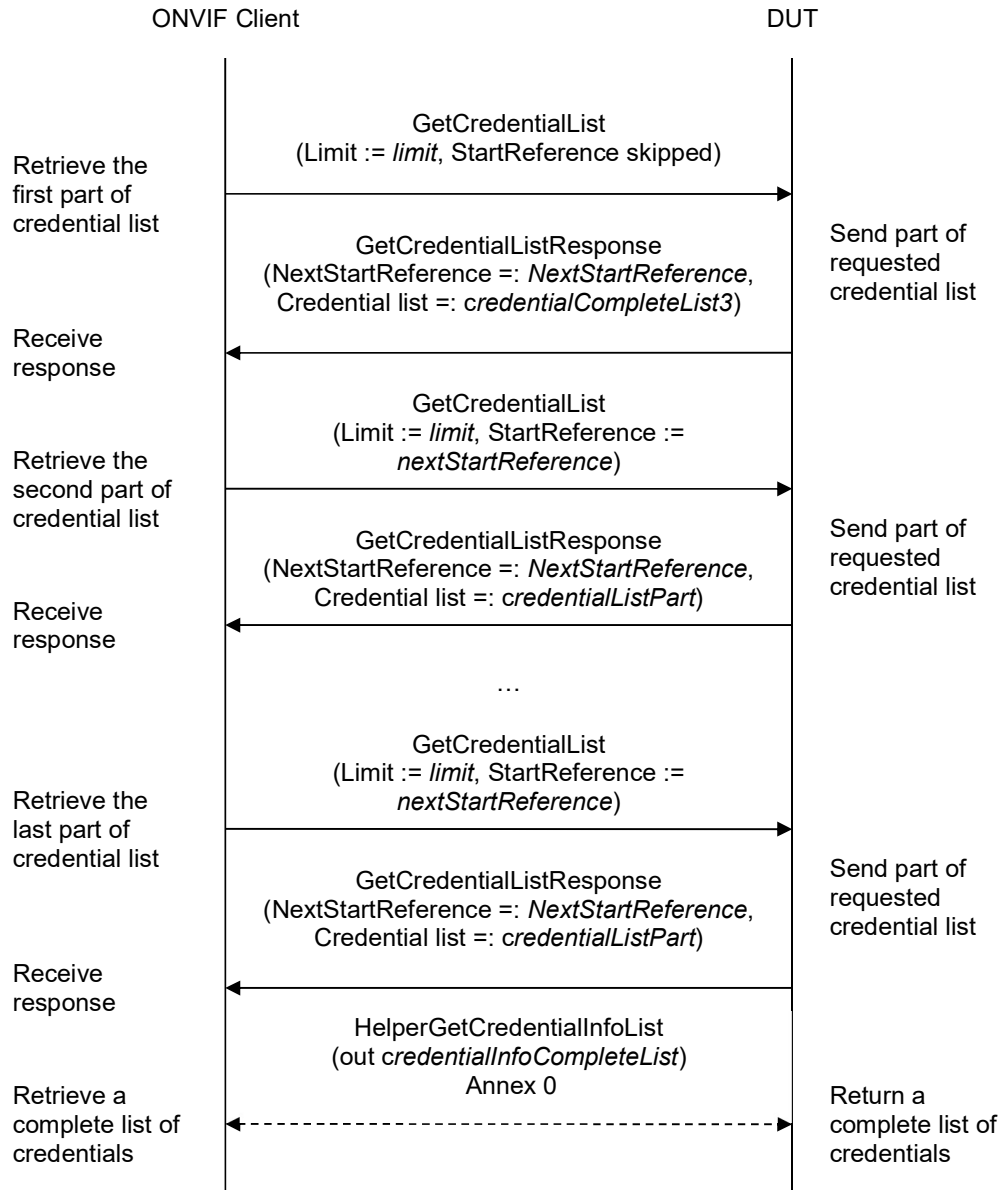 ONVIF Client
DUT
GetCredentialList
(Limit := limit, StartReference skipped)
Retrieve the
first part of
credential list
GetCredentialListResponse
(NextStartReference =: NextStartReference,
Credential list =: credentialCompleteList3)
Send part of
requested
credential list
Receive
response
GetCredentialList
(Limit := limit, StartReference :=
nextStartReference)
Retrieve the
second part of
credential list
GetCredentialListResponse
(NextStartReference =: NextStartReference,
Credential list =: credentialListPart)
Send part of
requested
credential list
Receive
response
…
GetCredentialList
(Limit := limit, StartReference :=
nextStartReference)
Retrieve the
last part of
credential list
GetCredentialListResponse
(NextStartReference =: NextStartReference,
Credential list =: credentialListPart)
Send part of
requested
credential list
Receive
response
HelperGetCredentialInfoList
(out credentialInfoCompleteList)
Annex 0
Retrieve a
complete list of
credentials
Return a
complete list of
credentials